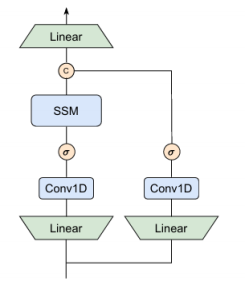 Linear
C
SSM
σ σ
Conv1D Conv1D
Linear Linear